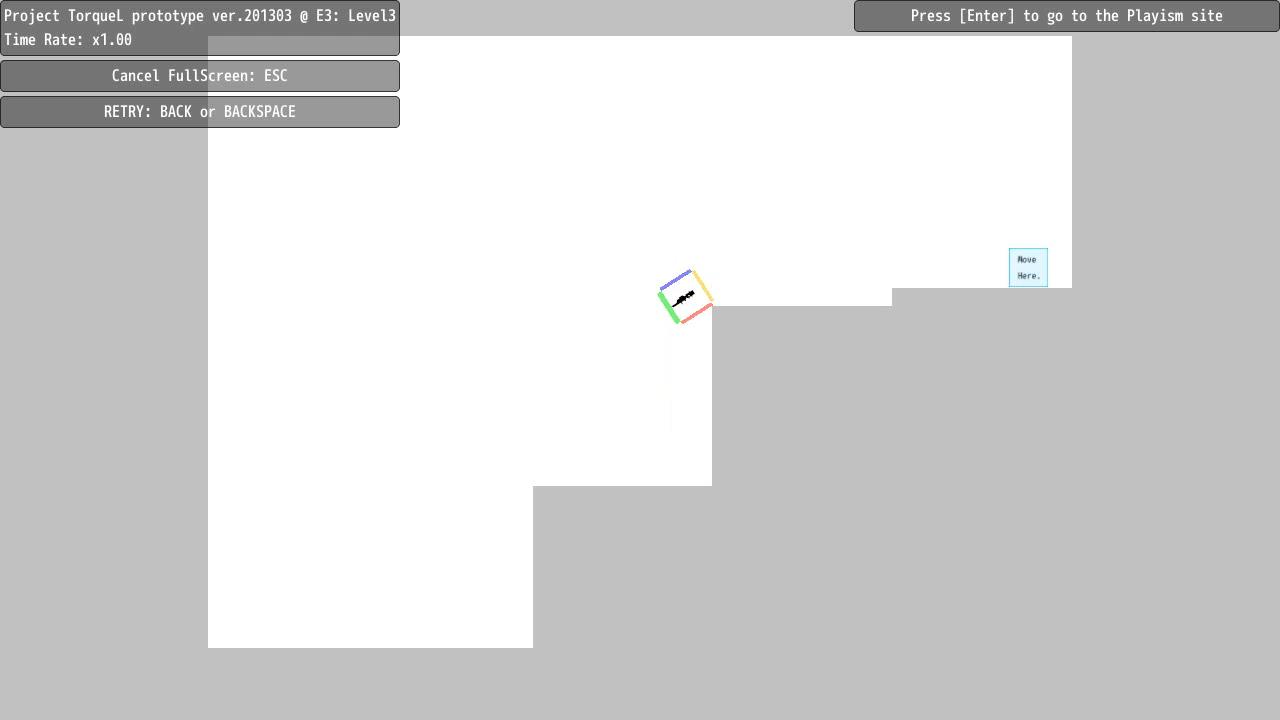 Project TorqueL prototype ver.201303 @ E3: Level3
Time Rate: x1.00
Press [Enter] to go to the Playism site
Cancel FullScreen: ESC
RETRY: BACK or BACKSPACE
Move
Here.